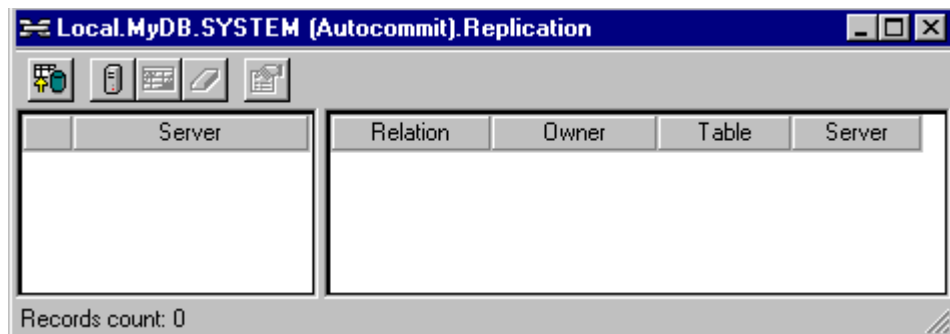 Local.MyDB.SYSTEM (Autocommit).Replication
Server Relation Owner Table Server
Records count: 0